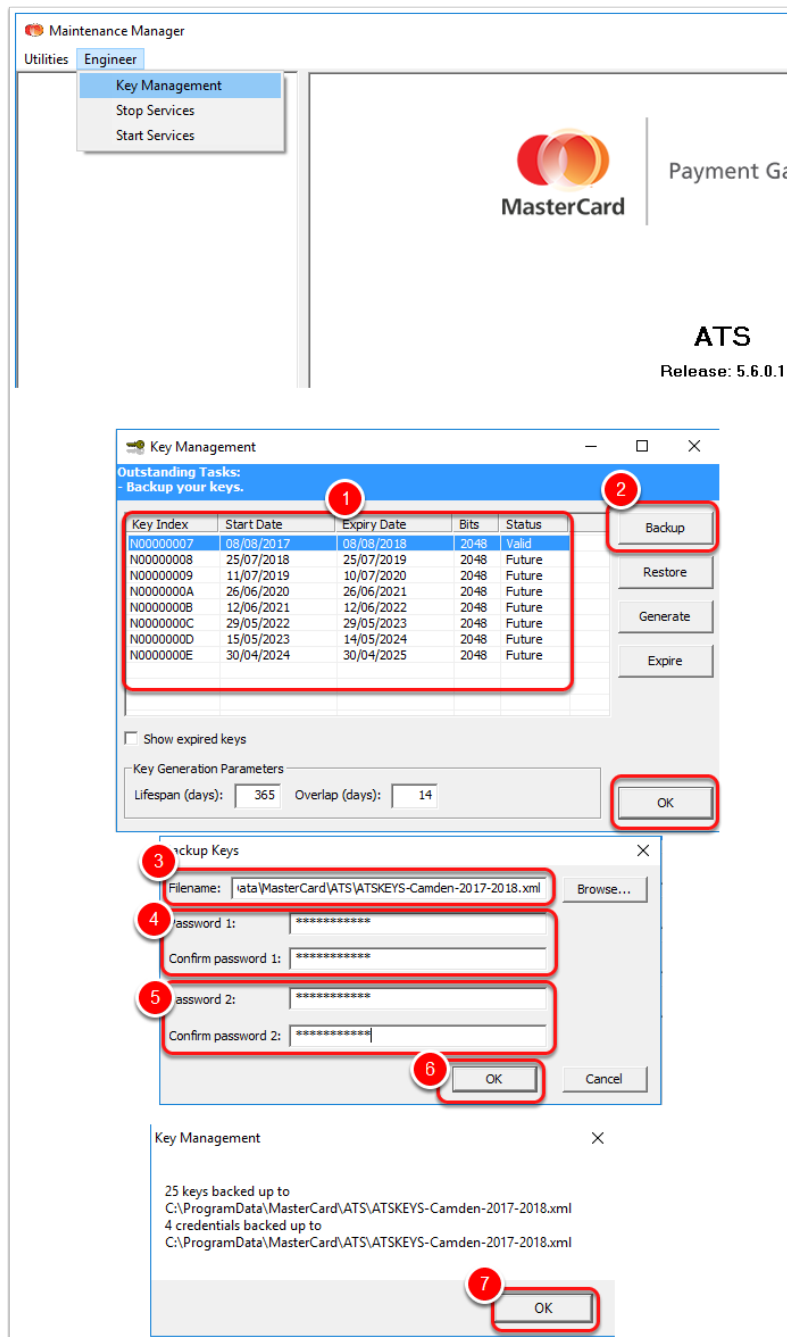 Maintenance Manager
Utilities Engineer
Key Management
Stop Services
Start Services
MasterCard
Payment Ga
ATS
Release: 5.6.0.1
Key Management
Outstanding Tasks:
- Backup your keys.
1
2
Key Index Start Date Expiry Date Bits Status
N00000007 08/08/2017 08/08/2018 2048 Valid
N00000008 25/07/2018 25/07/2019 2048 Future
N00000009 11/07/2019 10/07/2020 2048 Future
N0000000A 26/06/2020 26/06/2021 2048 Future
N0000000B 12/06/2021 12/06/2022 2048 Future
N0000000C 29/05/2022 29/05/2023 2048 Future
N0000000D 15/05/2023 14/05/2024 2048 Future
N0000000E 30/04/2024 30/04/2025 2048 Future
Backup
Restore
Generate
Expire
Show expired keys
Key Generation Parameters
Lifespan (days): 365 Overlap (days): 14
OK
ackup Keys
3
Filename: ata\MasterCard\ATS\ATSKEYS-Camden-2017-2018.xml Browse...
4
assword 1: ***********
Confirm password 1: ***********
5
assword 2: ***********
Confirm password 2: ***********
6
OK Cancel
Key Management
25 keys backed up to
C:\ProgramData\MasterCard\ATS\ATSKEYS-Camden-2017-2018.xml
4 credentials backed up to
C:\ProgramData\MasterCard\ATS\ATSKEYS-Camden-2017-2018.xml
7
OK